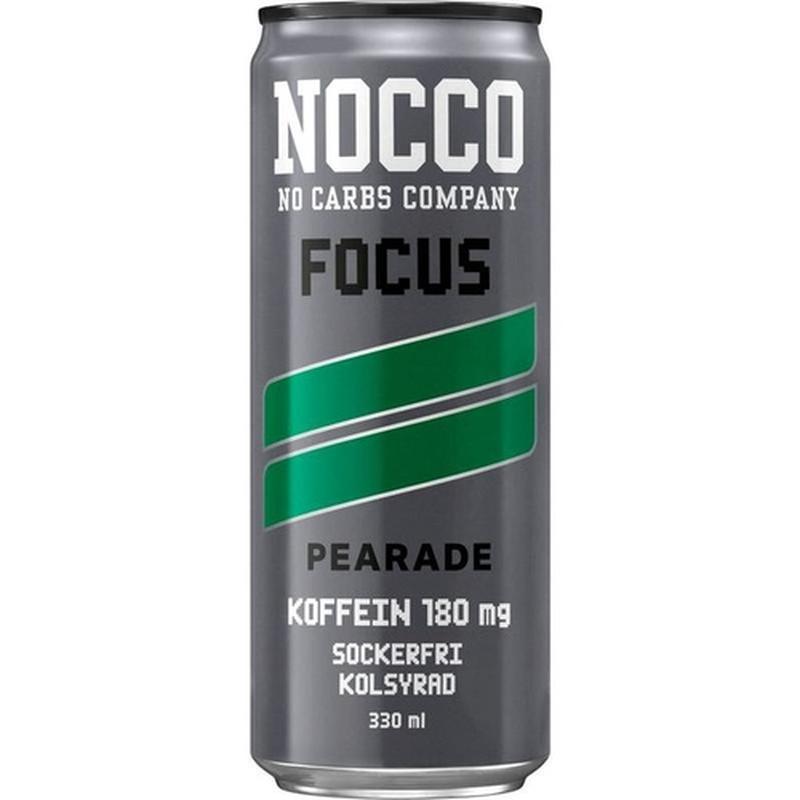 NOCCO
NO CARBS COMPANY
FOCUS
PEARADE
KOFFEIN 180 mg
SOCKERFRI
KOLSYRAD
330 ml